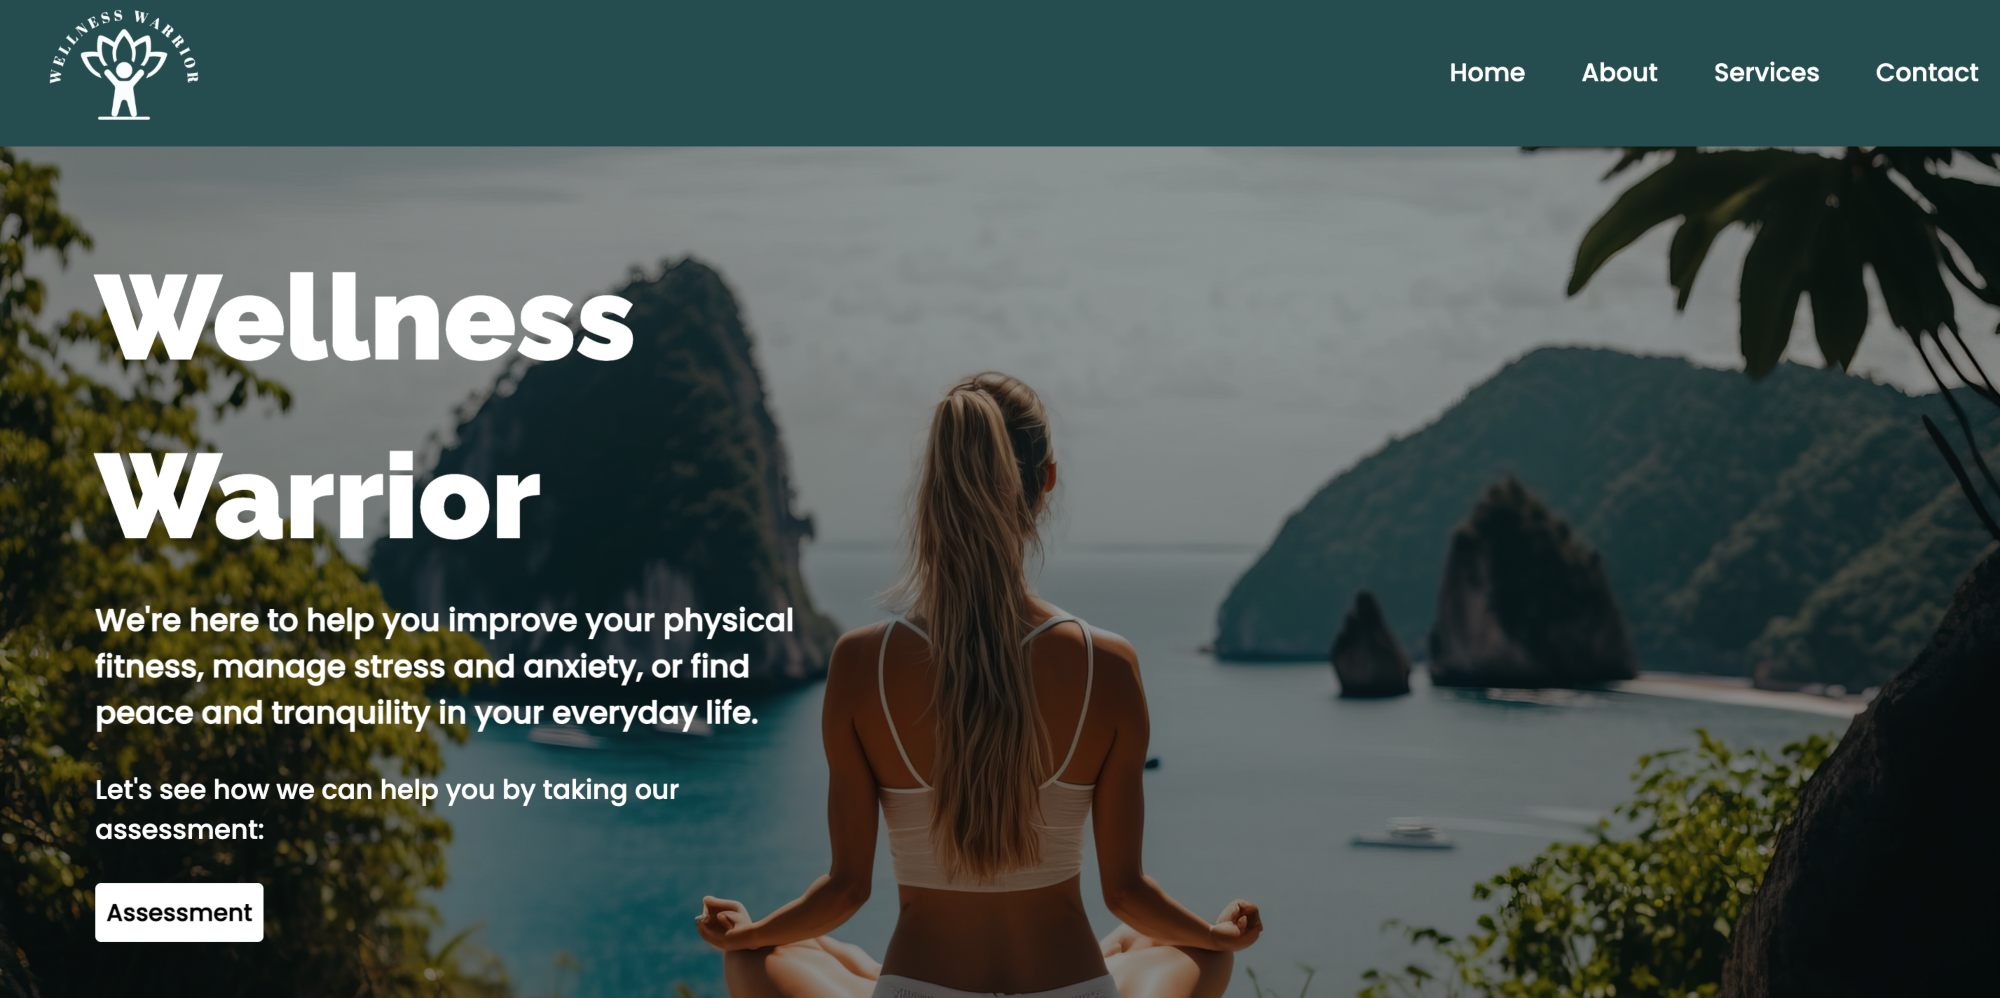 WELLNESS WARRIOR
Home About Services Contact
Wellness
Warrior
We're here to help you improve your physical
fitness, manage stress and anxiety, or find
peace and tranquility in your everyday life.
Let's see how we can help you by taking our
assessment:
Assessment